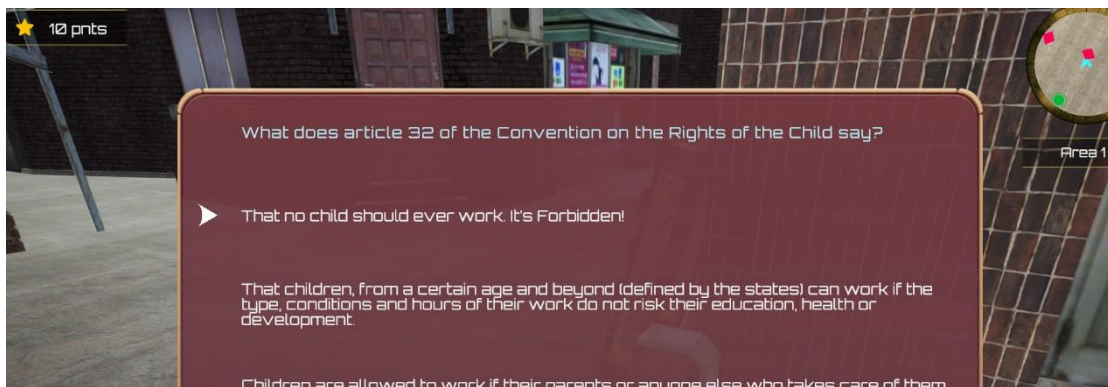 10 pnts
What does article 32 of the Convention on the Rights of the Child say?
Area 1
That no child should ever work. It's Forbidden!
That children, from a certain age and beyond (defined by the states) can work if the
type, conditions and hours of their work do not risk their education, health or
development.
Children are allowed to work if their parents or anyone else who takes care of them